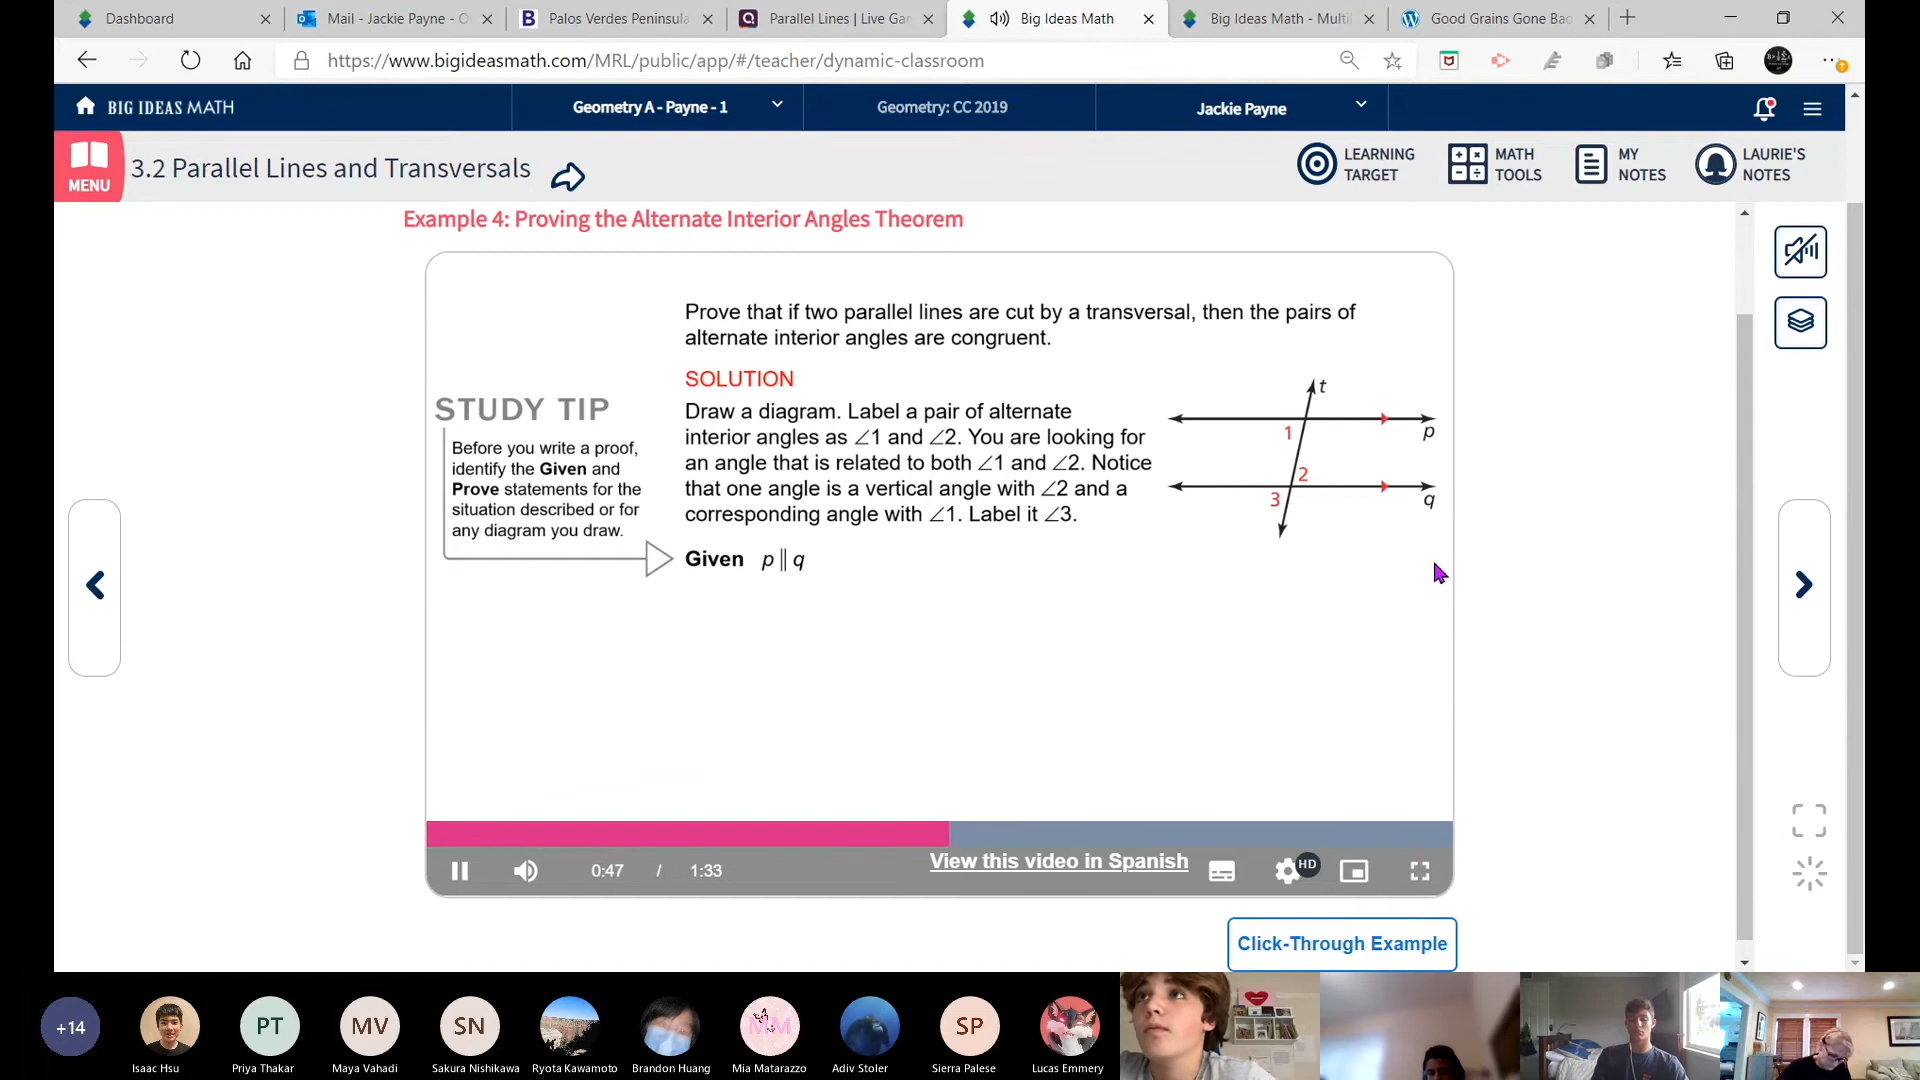 Dashboard
Mail - Jackie Payne - O
Palos Verdes Peninsula
Parallel Lines | Live Gam
Big Ideas Math
Big Ideas Math - Multil
Good Grains Gone Bad
https://www.bigideasmath.com/MRL/public/app/#/teacher/dynamic-classroom
BIG IDEAS MATH
Geometry A - Payne - 1
Geometry: CC 2019
Jackie Payne
MENU
3.2 Parallel Lines and Transversals
LEARNING
TARGET
MATH
TOOLS
MY
NOTES
LAURIE'S
NOTES
Example 4: Proving the Alternate Interior Angles Theorem
Prove that if two parallel lines are cut by a transversal, then the pairs of
alternate interior angles are congruent.
SOLUTION
Draw a diagram. Label a pair of alternate
interior angles as ∠1 and ∠2. You are looking for
an angle that is related to both ∠1 and ∠2. Notice
that one angle is a vertical angle with ∠2 and a
corresponding angle with ∠1. Label it ∠3.
STUDY TIP
Before you write a proof,
identify the Given and
Prove statements for the
situation described or for
any diagram you draw.
Given p || q
t
1
p
2
3
q
0:47 / 1:33
View this video in Spanish
HD
Click-Through Example
+14
PT
MV
SN
MM
SP
Isaac Hsu
Priya Thakar
Maya Vahadi
Sakura Nishikawa
Ryota Kawamoto
Brandon Huang
Mia Matarazzo
Adiv Stoler
Sierra Palese
Lucas Emmery